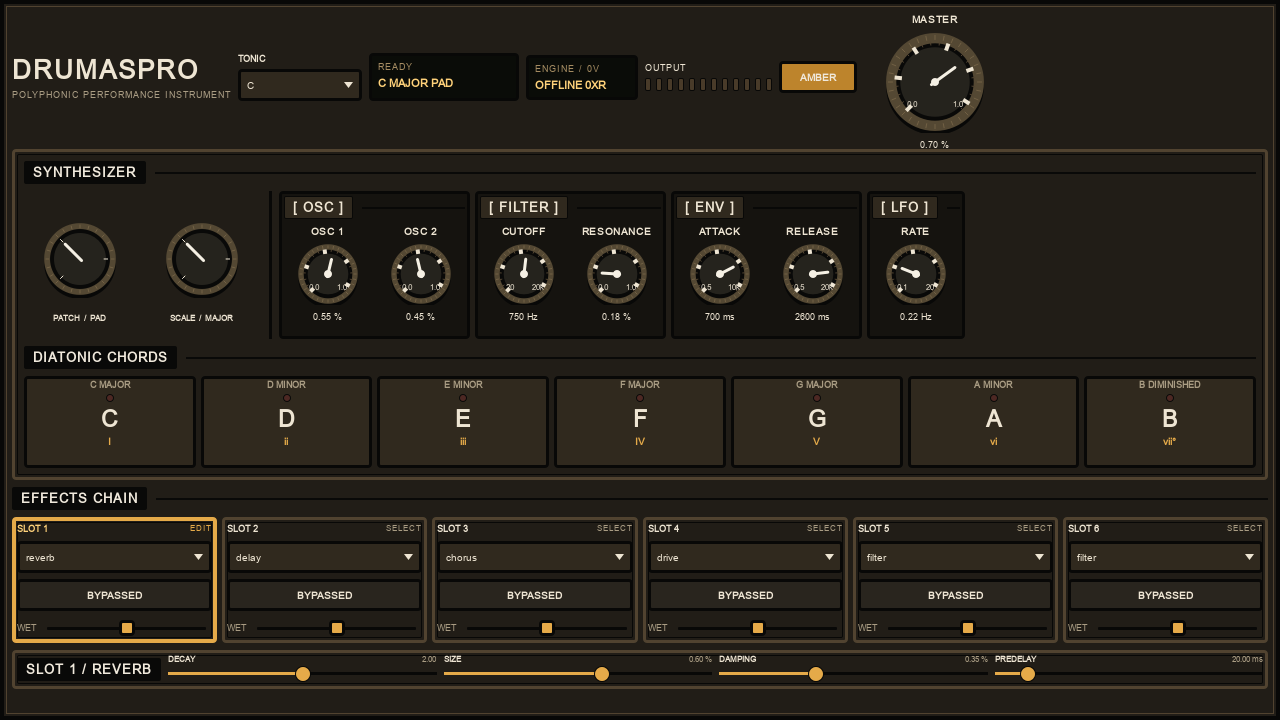 MASTER
DRUMASPRO
POLYPHONIC PERFORMANCE INSTRUMENT
TONIC
C
READY
C MAJOR PAD
ENGINE / 0V
OFFLINE 0XR
OUTPUT
AMBER
0.0 1.0
0.70 %
SYNTHESIZER
PATCH / PAD
SCALE / MAJOR
[ OSC ]
OSC 1
0.0 1.0
0.55 %
OSC 2
0.0 1.0
0.45 %
[ FILTER ]
CUTOFF
20 20k
750 Hz
RESONANCE
0.0 1.0
0.18 %
[ ENV ]
ATTACK
0.5 10k
700 ms
RELEASE
0.5 20k
2600 ms
[ LFO ]
RATE
0.1 20
0.22 Hz
DIATONIC CHORDS
C MAJOR
C
I
D MINOR
D
ii
E MINOR
E
iii
F MAJOR
F
IV
G MAJOR
G
V
A MINOR
A
vi
B DIMINISHED
B
vii°
EFFECTS CHAIN
SLOT 1 EDIT
reverb
BYPASSED
WET
SLOT 2 SELECT
delay
BYPASSED
WET
SLOT 3 SELECT
chorus
BYPASSED
WET
SLOT 4 SELECT
drive
BYPASSED
WET
SLOT 5 SELECT
filter
BYPASSED
WET
SLOT 6 SELECT
filter
BYPASSED
WET
SLOT 1 / REVERB
DECAY 2.00
SIZE 0.60 %
DAMPING 0.35 %
PREDELAY 20.00 ms